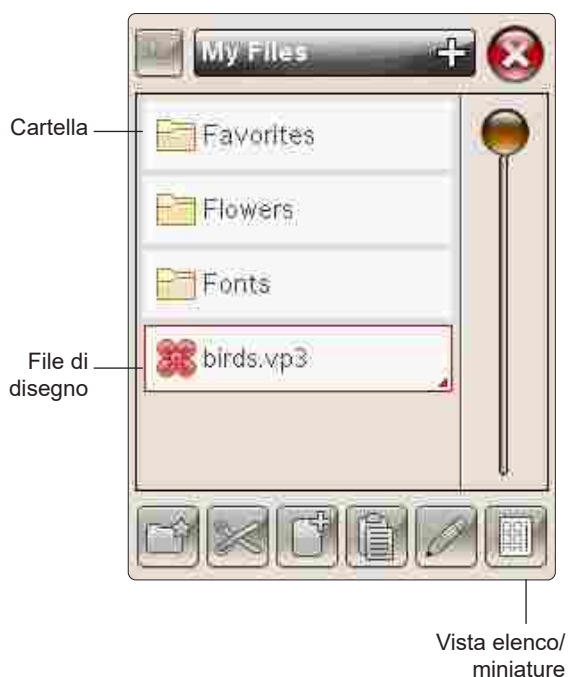 My Files
Cartella
Favorites
Flowers
Fonts
File di
disegno
birds.vp3
Vista elenco/
miniature